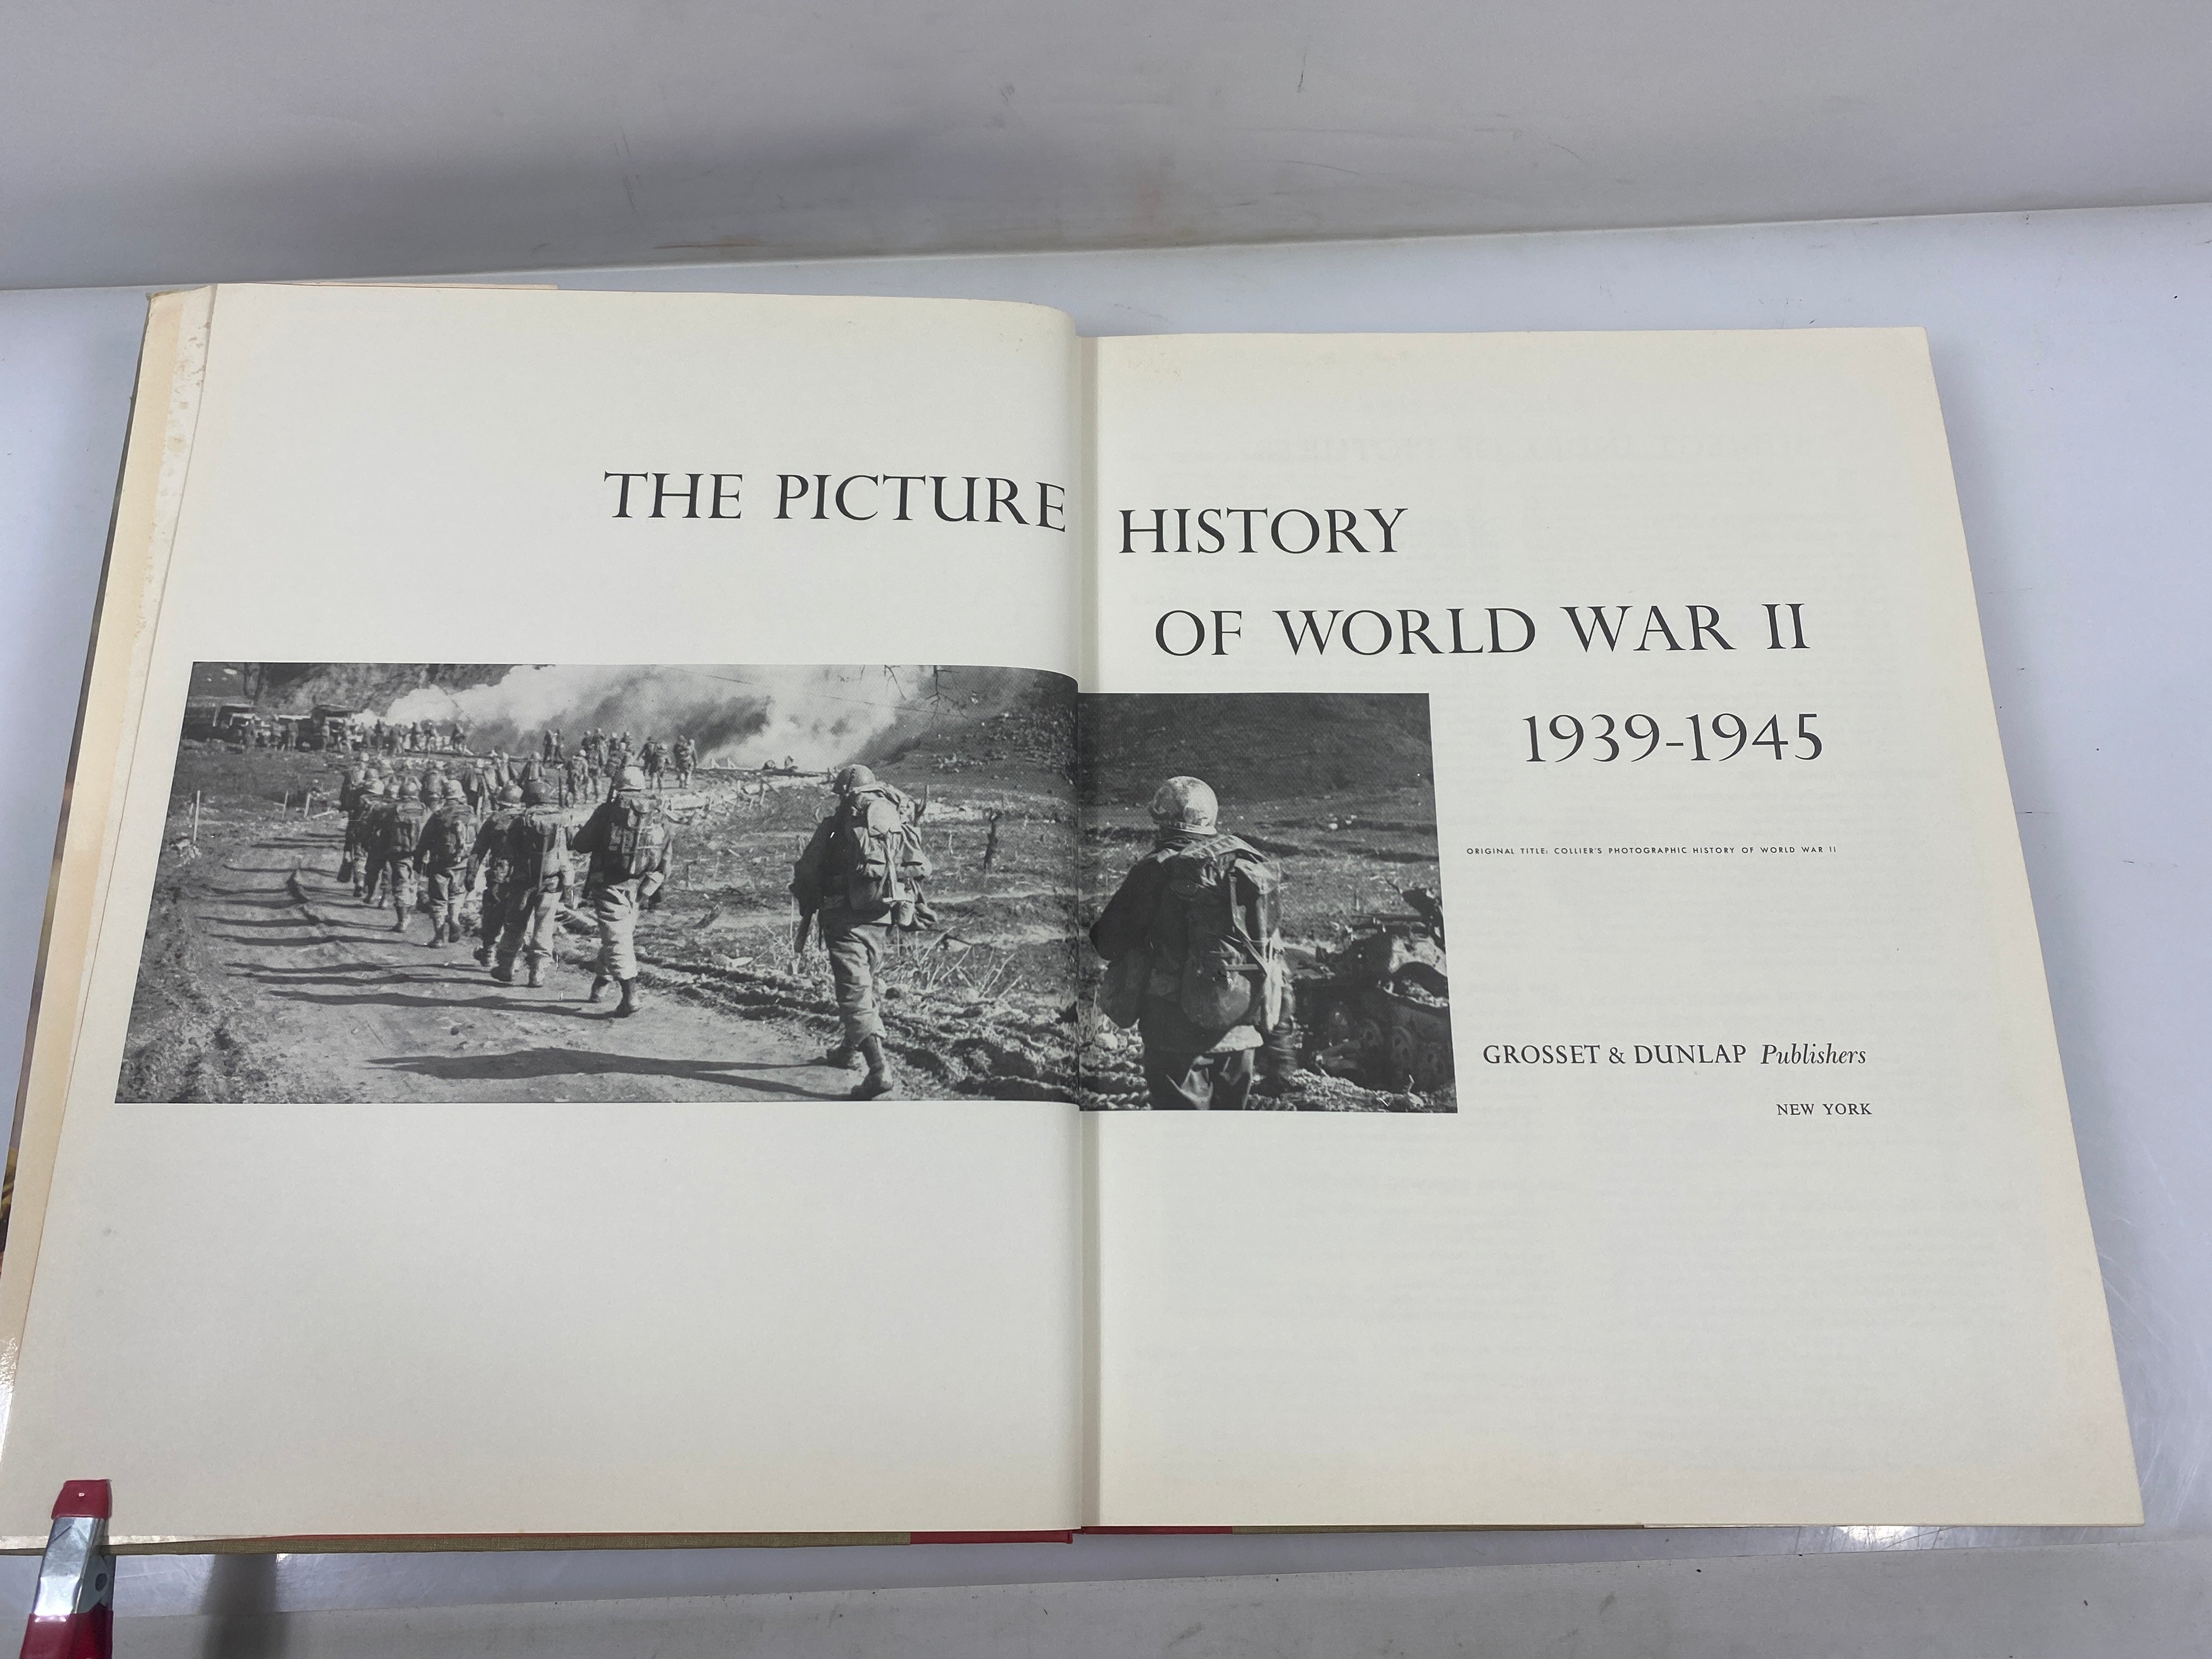 THE PICTURE HISTORY
OF WORLD WAR II
1939-1945
ORIGINAL TITLE: COLLIER'S PHOTOGRAPHIC HISTORY OF WORLD WAR II
GROSSET & DUNLAP Publishers
NEW YORK